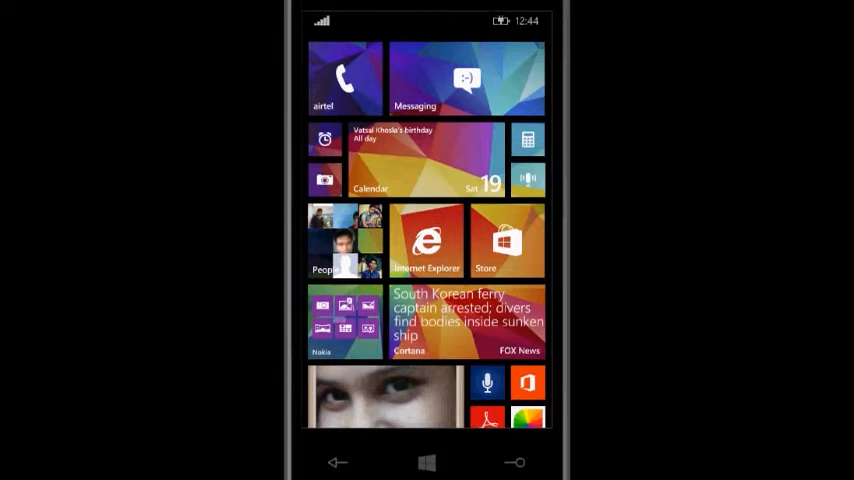 12:44
airtel
Messaging
Vatsal Khosla's birthday
All day
Calendar
Sat 19
People
Internet Explorer
Store
South Korean ferry
captain arrested; divers
find bodies inside sunken
ship
Nokia
Cortana
FOX News